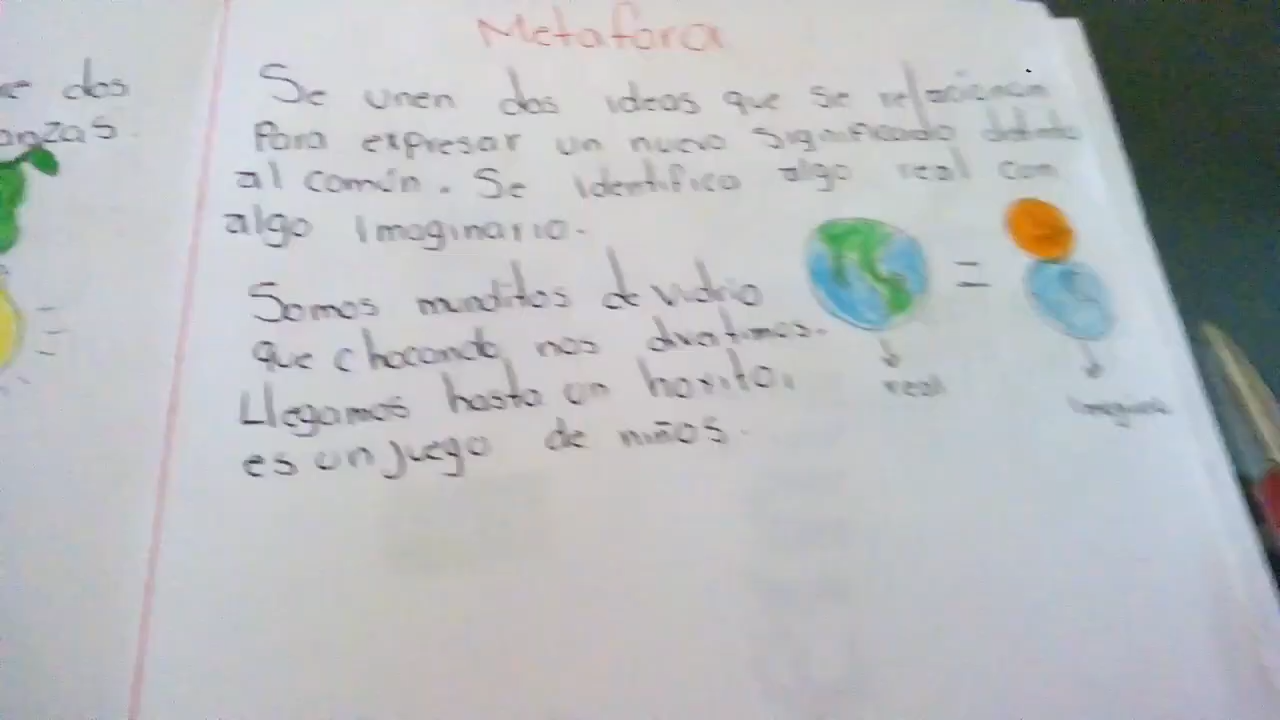 e dos
anzas.
Metafora
Se unen dos ideas que se relacionan
Para expresar un nuevo significado distinto
al común. Se identifica algo real con
algo imaginario.
Somos munditos de vidrio
que chocando nos divertimos.
Llegamos hasta un hoyito,
es un juego de niños.
=
=
real